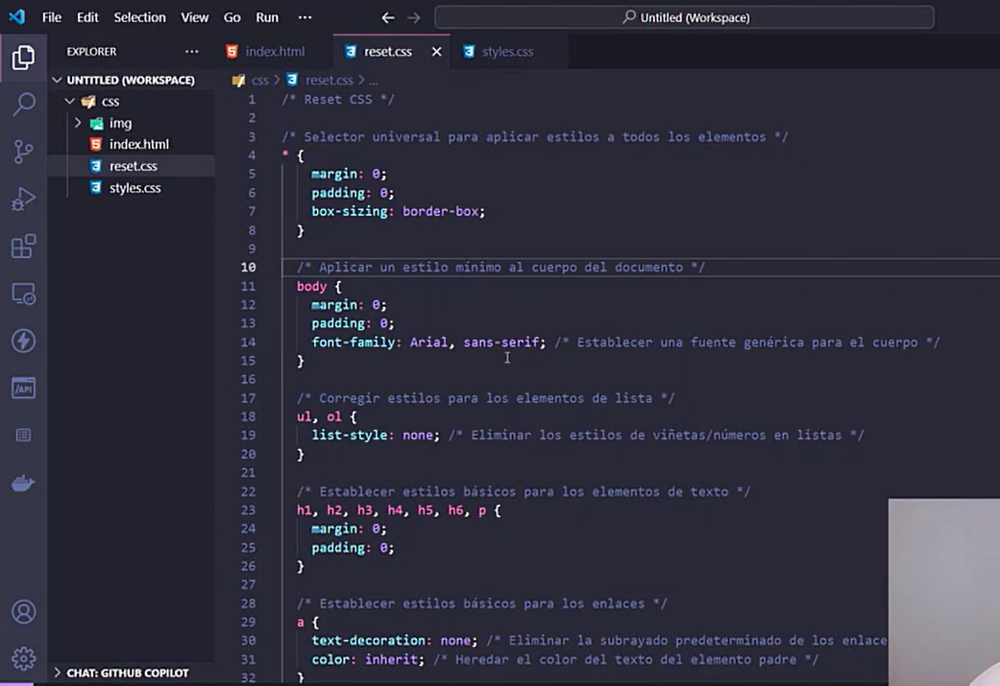 File Edit Selection View Go Run ··· Untitled (Workspace)
EXPLORER ···
UNTITLED (WORKSPACE)
css
img
index.html
reset.css
styles.css
CHAT: GITHUB COPILOT
index.html reset.css styles.css
css > reset.css > ...
1 /* Reset CSS */
2
3 /* Selector universal para aplicar estilos a todos los elementos */
4 * {
5 margin: 0;
6 padding: 0;
7 box-sizing: border-box;
8 }
9
10 /* Aplicar un estilo mínimo al cuerpo del documento */
11 body {
12 margin: 0;
13 padding: 0;
14 font-family: Arial, sans-serif; /* Establecer una fuente genérica para el cuerpo */
15 }
16
17 /* Corregir estilos para los elementos de lista */
18 ul, ol {
19 list-style: none; /* Eliminar los estilos de viñetas/números en listas */
20 }
21
22 /* Establecer estilos básicos para los elementos de texto */
23 h1, h2, h3, h4, h5, h6, p {
24 margin: 0;
25 padding: 0;
26 }
27
28 /* Establecer estilos básicos para los enlaces */
29 a {
30 text-decoration: none; /* Eliminar la subrayado predeterminado de los enlace
31 color: inherit; /* Heredar el color del texto del elemento padre */
32 }
/API